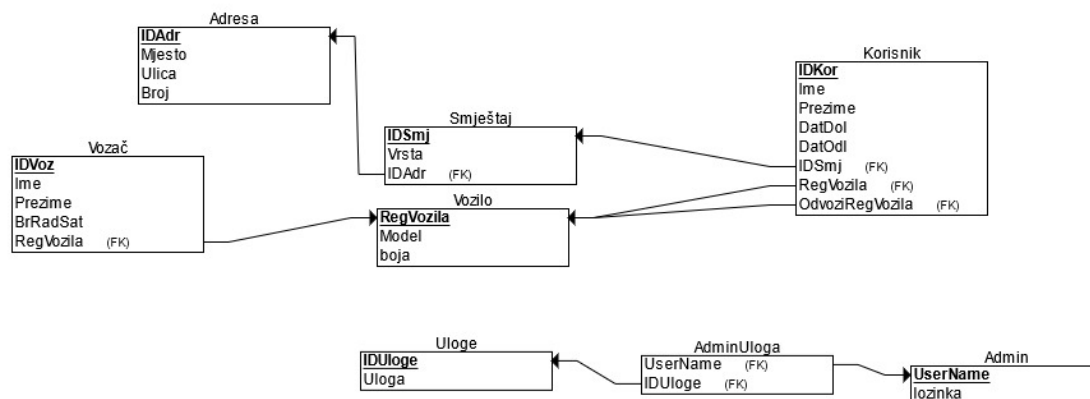 Adresa
IDAdr
Mjesto
Ulica
Broj
Korisnik
IDKor
Ime
Prezime
DatDol
DatOdl
IDSmj (FK)
RegVozila (FK)
OdvoziRegVozila (FK)
Smještaj
IDSmj
Vrsta
IDAdr (FK)
Vozač
IDVoz
Ime
Prezime
BrRadSat
RegVozila (FK)
Vozilo
RegVozila
Model
boja
Uloge
IDUloge
Uloga
AdminUloga
UserName (FK)
IDUloge (FK)
Admin
UserName
lozinka